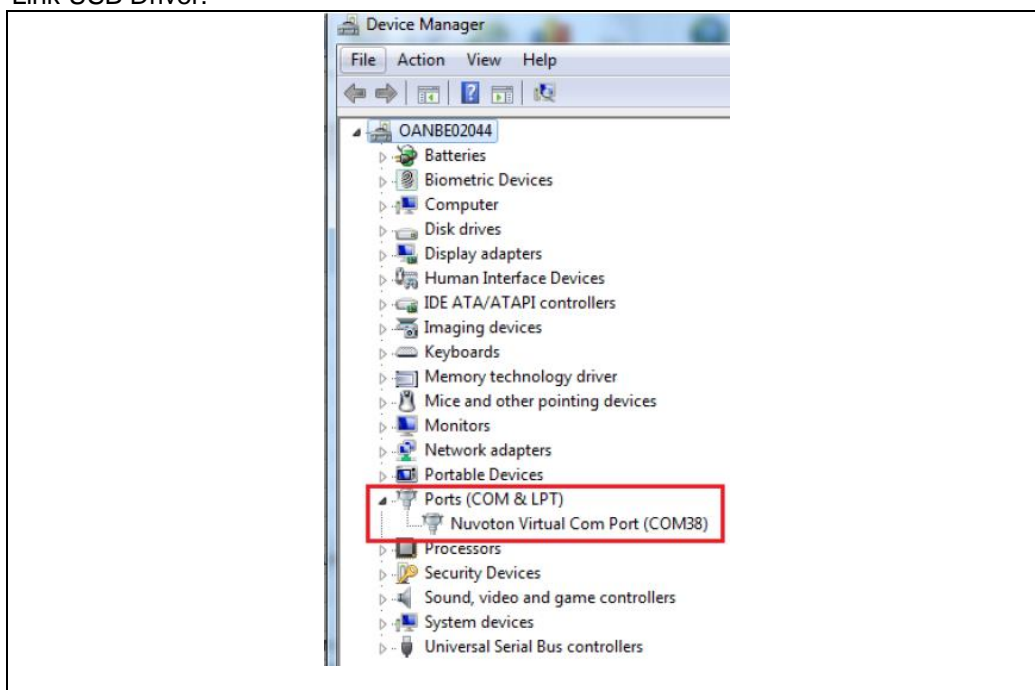 Link USB Driver.
Device Manager
File Action View Help
OANBE02044
Batteries
Biometric Devices
Computer
Disk drives
Display adapters
Human Interface Devices
IDE ATA/ATAPI controllers
Imaging devices
Keyboards
Memory technology driver
Mice and other pointing devices
Monitors
Network adapters
Portable Devices
Ports (COM & LPT)
Nuvoton Virtual Com Port (COM38)
Processors
Security Devices
Sound, video and game controllers
System devices
Universal Serial Bus controllers